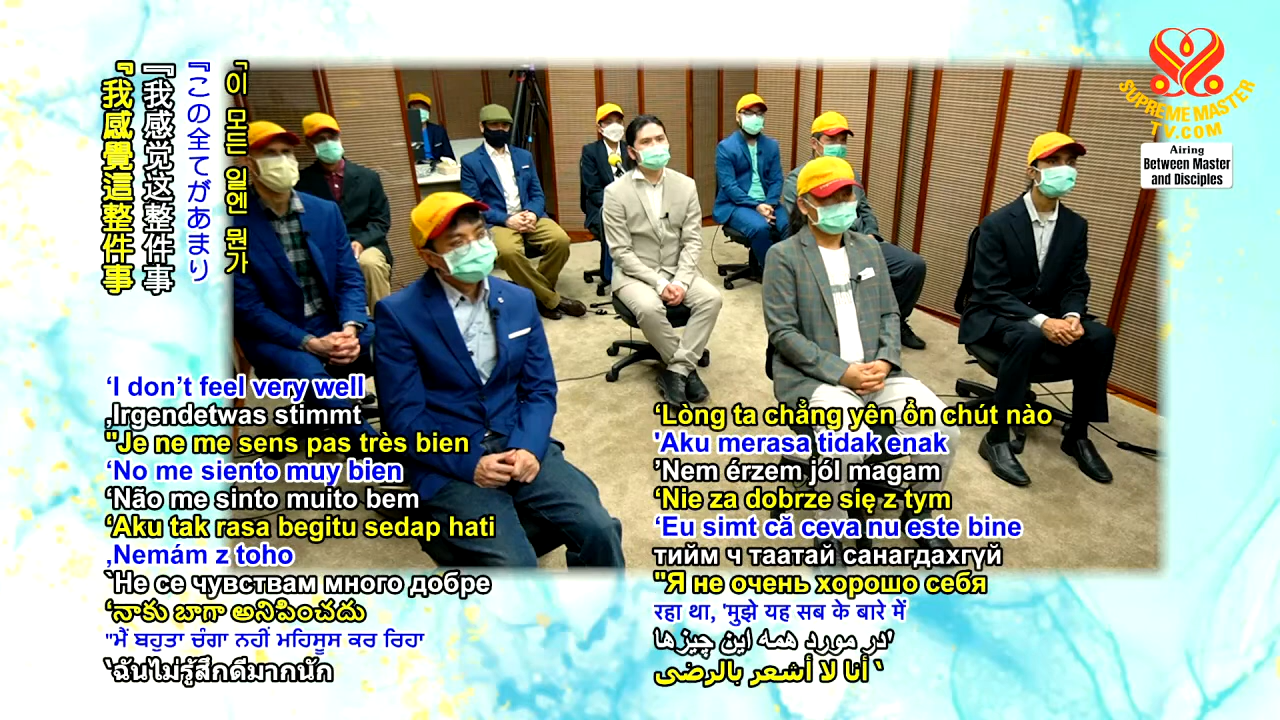 『我感覺這整件事
『我感觉这整件事
『この全てがあまり
「이 모든 일엔 뭔가
SUPREME MASTER
TV.COM
Airing
Between Master
and Disciples
‘I don’t feel very well
‚Irgendetwas stimmt
"Je ne me sens pas très bien
‘No me siento muy bien
‘Não me sinto muito bem
‘Aku tak rasa begitu sedap hati
‚Nemám z toho
‘Не се чувствам много добре
‘నాకు బాగా అనిపించదు
"ਮੈਂ ਬਹੁਤਾ ਚੰਗਾ ਨਹੀਂ ਮਹਿਸੂਸ ਕਰ ਰਿਹਾ
‘ฉันไม่รู้สึกดีมากนัก
‘Lòng ta chẳng yên ổn chút nào
'Aku merasa tidak enak
’Nem érzem jól magam
‘Nie za dobrze się z tym
‘Eu simt că ceva nu este bine
тийм ч таатай санагдахгүй
"Я не очень хорошо себя
रहा था, 'मुझे यह सब के बारे में
'در مورد همه این چیزها
‘أنا لا أشعر بالرضى